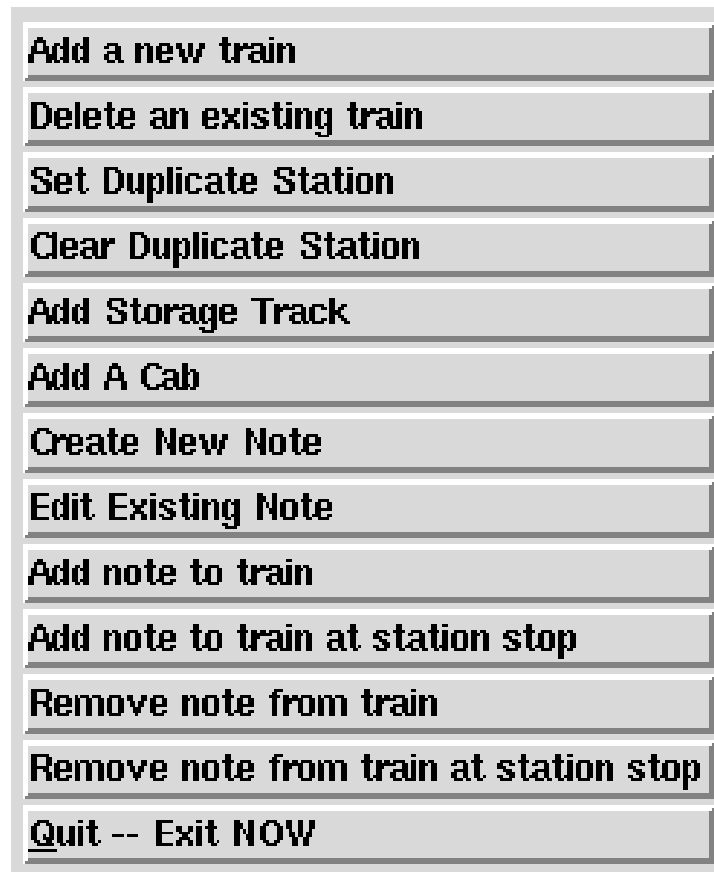 Add a new train
Delete an existing train
Set Duplicate Station
Clear Duplicate Station
Add Storage Track
Add A Cab
Create New Note
Edit Existing Note
Add note to train
Add note to train at station stop
Remove note from train
Remove note from train at station stop
Quit -- Exit NOW